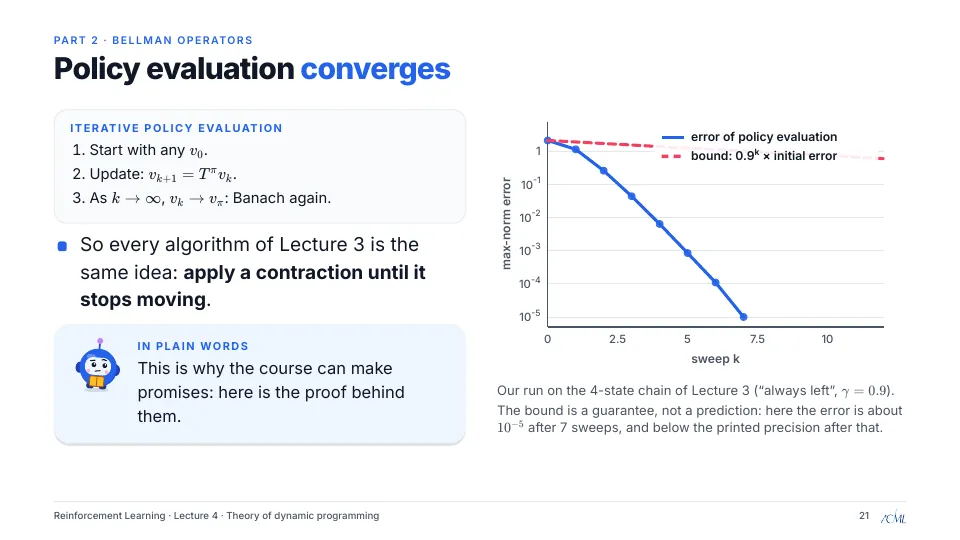 PART 2 · BELLMAN OPERATORS
Policy evaluation converges
ITERATIVE POLICY EVALUATION
1. Start with any v₀.
2. Update: vₖ₊₁ = T^π vₖ.
3. As k → ∞, vₖ → v_π: Banach again.
So every algorithm of Lecture 3 is the
same idea: apply a contraction until it
stops moving.
IN PLAIN WORDS
This is why the course can make
promises: here is the proof behind
them.
error of policy evaluation
bound: 0.9ᵏ × initial error
max-norm error
1
10⁻¹
10⁻²
10⁻³
10⁻⁴
10⁻⁵
0 2.5 5 7.5 10
sweep k
Our run on the 4-state chain of Lecture 3 (“always left”, γ = 0.9).
The bound is a guarantee, not a prediction: here the error is about
10⁻⁵ after 7 sweeps, and below the printed precision after that.
Reinforcement Learning · Lecture 4 · Theory of dynamic programming
21
ICML